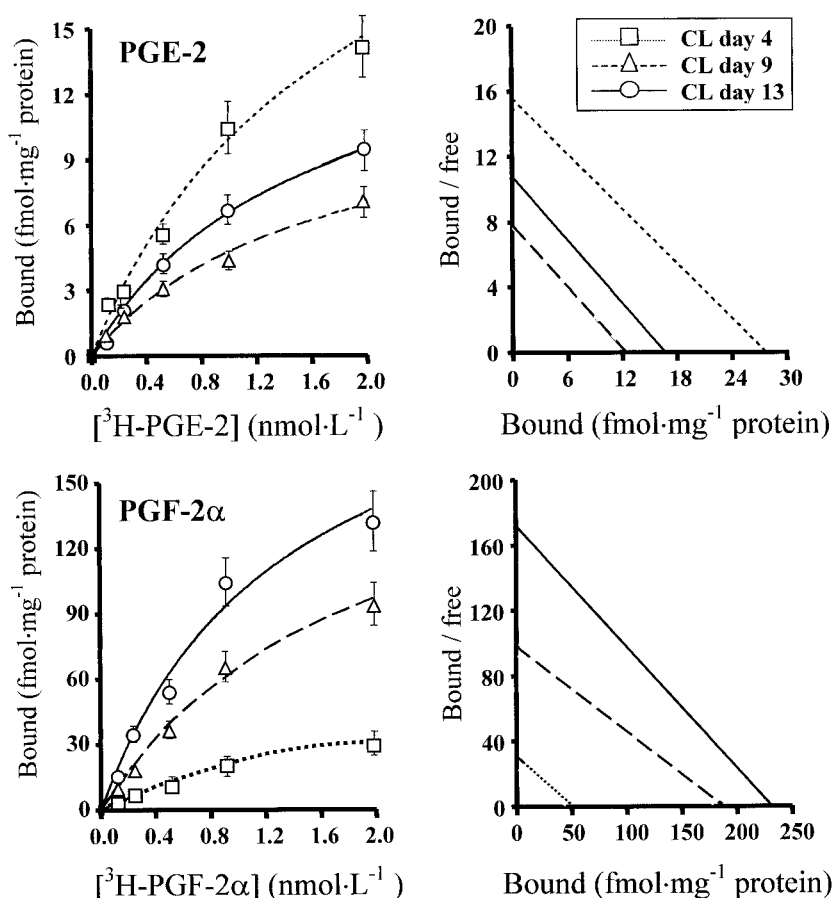 PGE-2
Bound (fmol·mg⁻¹ protein)
15
12
9
6
3
0
0.0 0.4 0.8 1.2 1.6 2.0
[³H-PGE-2] (nmol·L⁻¹ )
CL day 4
CL day 9
CL day 13
Bound / free
20
16
12
8
4
0
0 6 12 18 24 30
Bound (fmol·mg⁻¹ protein)
PGF-2α
Bound (fmol·mg⁻¹ protein)
150
120
90
60
30
0
0.0 0.4 0.8 1.2 1.6 2.0
[³H-PGF-2α] (nmol·L⁻¹)
Bound / free
200
160
120
80
40
0
0 50 100 150 200 250
Bound (fmol·mg⁻¹ protein)